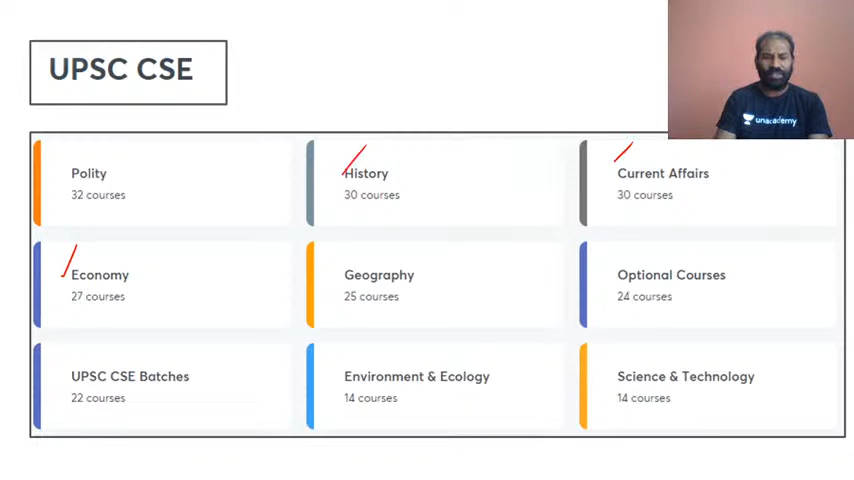 UPSC CSE
unacademy
Polity
32 courses
History
30 courses
Current Affairs
30 courses
Economy
27 courses
Geography
25 courses
Optional Courses
24 courses
UPSC CSE Batches
22 courses
Environment & Ecology
14 courses
Science & Technology
14 courses